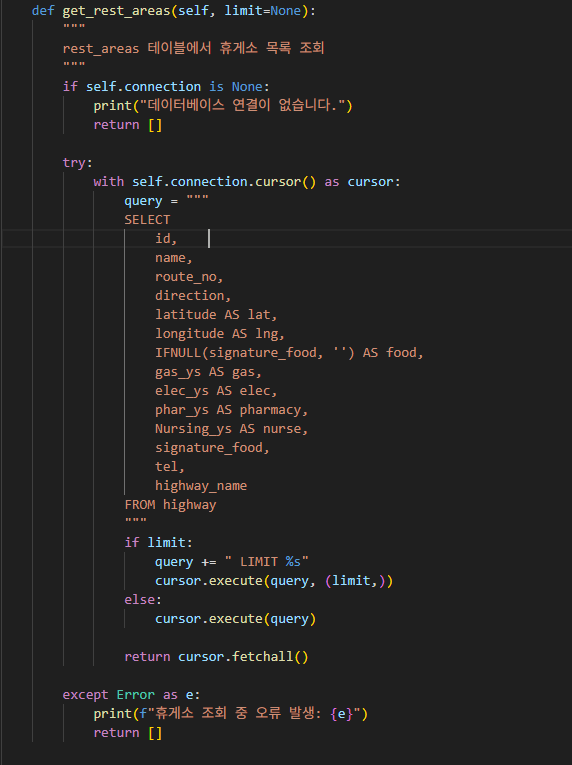 def get_rest_areas(self, limit=None):
"""
rest_areas 테이블에서 휴게소 목록 조회
"""
if self.connection is None:
print("데이터베이스 연결이 없습니다.")
return []
try:
with self.connection.cursor() as cursor:
query = """
SELECT
id,
name,
route_no,
direction,
latitude AS lat,
longitude AS lng,
IFNULL(signature_food, '') AS food,
gas_ys AS gas,
elec_ys AS elec,
phar_ys AS pharmacy,
Nursing_ys AS nurse,
signature_food,
tel,
highway_name
FROM highway
"""
if limit:
query += " LIMIT %s"
cursor.execute(query, (limit,))
else:
cursor.execute(query)
return cursor.fetchall()
except Error as e:
print(f"휴게소 조회 중 오류 발생: {e}")
return []